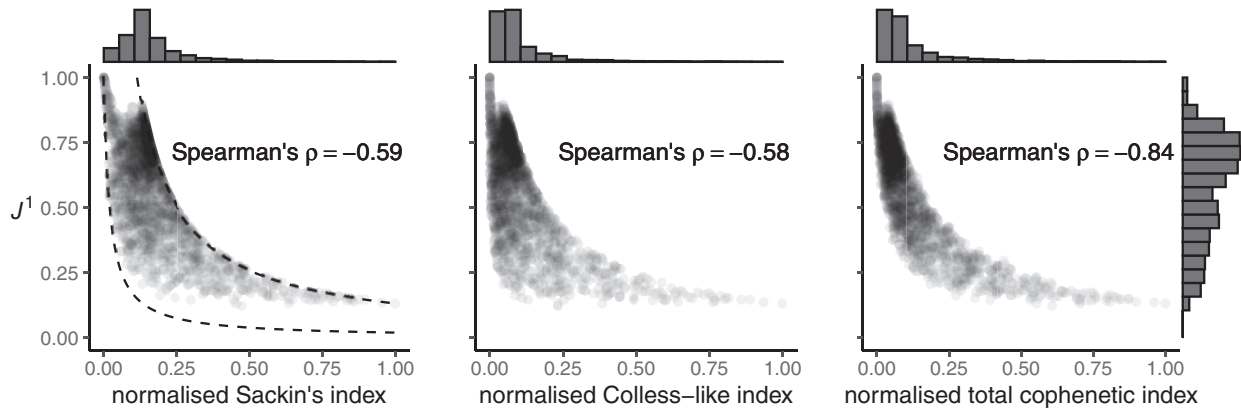 1.00
0.75
J¹ 0.50
0.25
0.00
Spearman's ρ = −0.59
Spearman's ρ = −0.58
Spearman's ρ = −0.84
0.00 0.25 0.50 0.75 1.00
0.00 0.25 0.50 0.75 1.00
0.00 0.25 0.50 0.75 1.00
normalised Sackin's index
normalised Colless−like index
normalised total cophenetic index